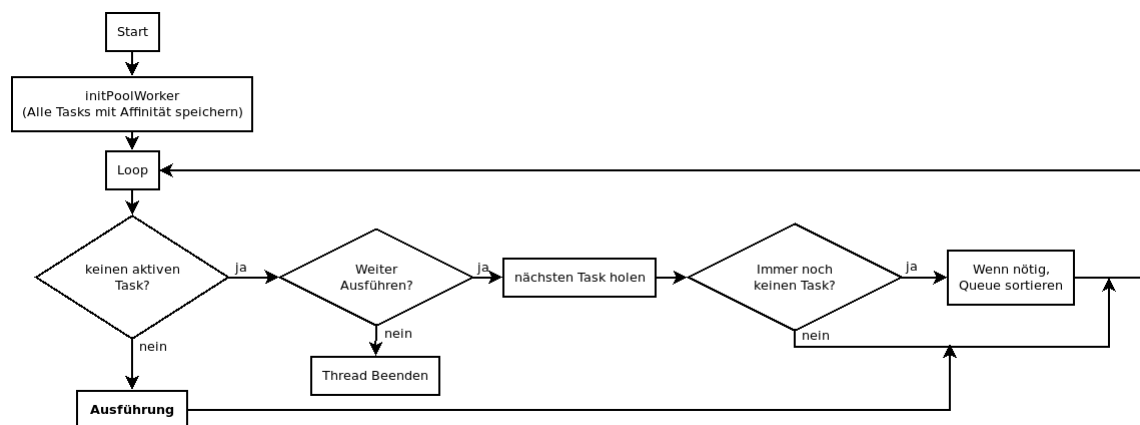 Start
initPoolWorker
(Alle Tasks mit Affinität speichern)
Loop
keinen aktiven
Task?
ja
nein
Weiter
Ausführen?
ja
nein
nächsten Task holen
Immer noch
keinen Task?
ja
nein
Wenn nötig,
Queue sortieren
Thread Beenden
Ausführung